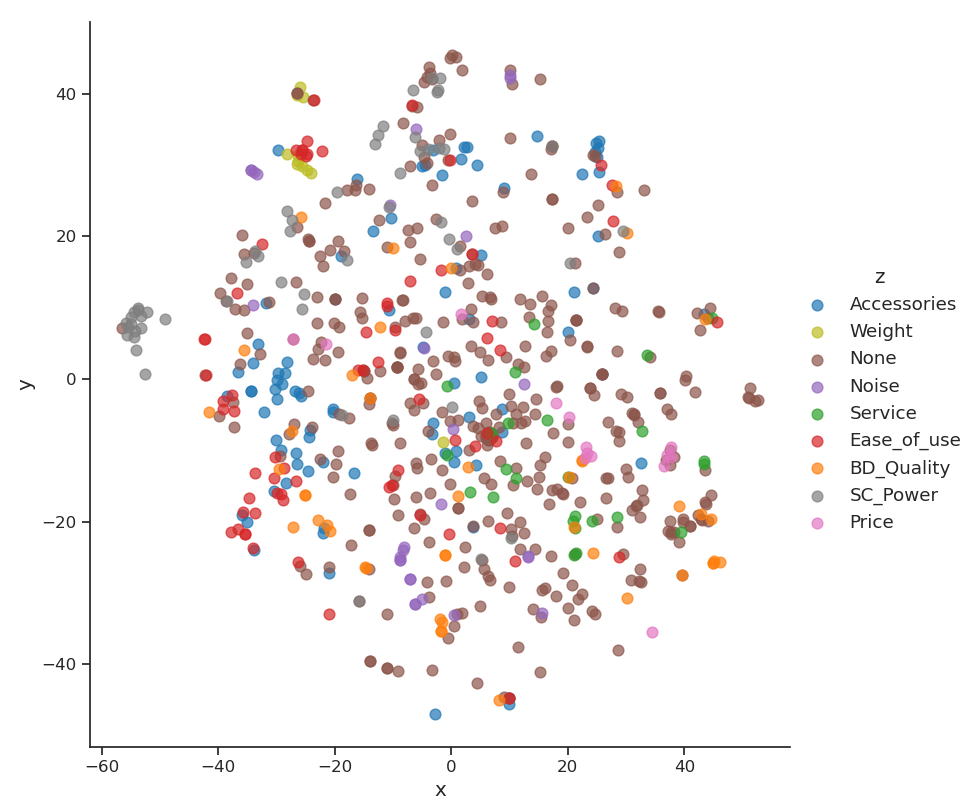 40
20
0
−20
−40
y
−60
−40
−20
0
20
40
x
z
Accessories
Weight
None
Noise
Service
Ease_of_use
BD_Quality
SC_Power
Price